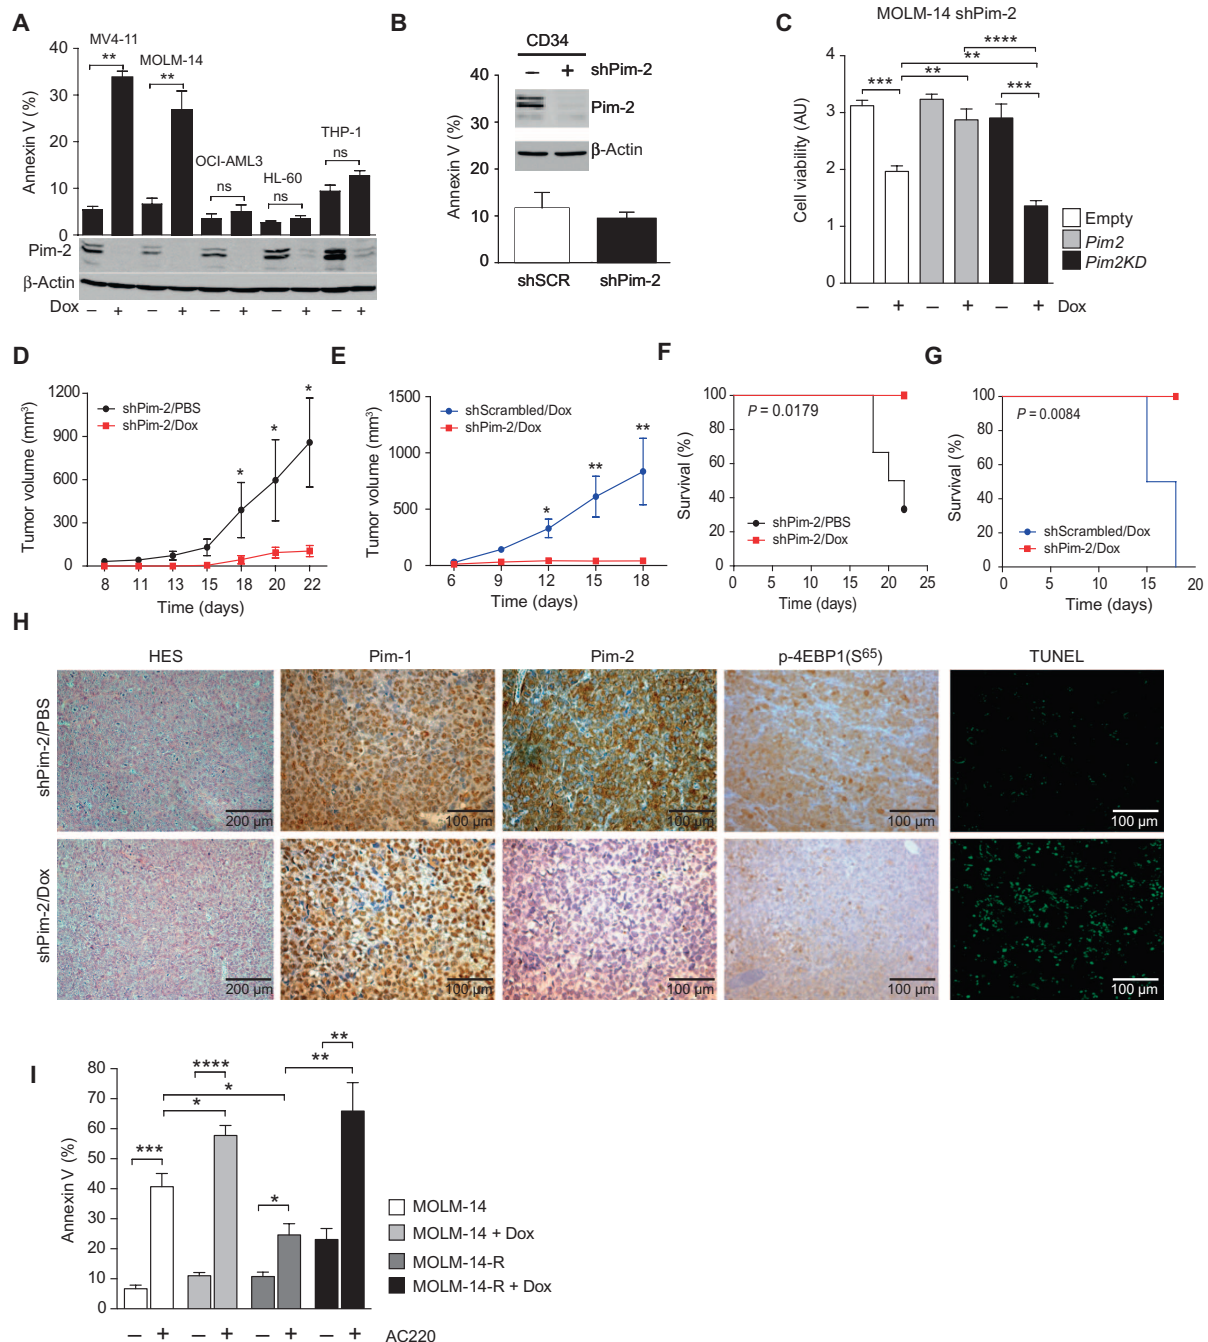 A
MV4-11
**
MOLM-14
**
OCI-AML3
ns
HL-60
ns
THP-1
ns
Annexin V (%)
40
30
20
10
0
Pim-2
β-Actin
Dox
– + – + – + – + – +
B
CD34
– + shPim-2
Pim-2
β-Actin
Annexin V (%)
40
30
20
10
0
shSCR shPim-2
C
MOLM-14 shPim-2
****
**
***
**
***
Cell viability (AU)
4
3
2
1
0
– + – + – + Dox
Empty
Pim2
Pim2KD
D
Tumor volume (mm³)
1200
900
600
300
0
shPim-2/PBS
shPim-2/Dox
* * *
8 11 13 15 18 20 22
Time (days)
E
Tumor volume (mm³)
1500
1000
500
0
shScrambled/Dox
shPim-2/Dox
* ** **
6 9 12 15 18
Time (days)
F
Survival (%)
100
80
60
40
20
0
P = 0.0179
shPim-2/PBS
shPim-2/Dox
0 5 10 15 20 25
Time (days)
G
Survival (%)
100
80
60
40
20
0
P = 0.0084
shScrambled/Dox
shPim-2/Dox
0 5 10 15 20
Time (days)
H
HES Pim-1 Pim-2 p-4EBP1(S⁶⁵) TUNEL
shPim-2/PBS
200 µm 100 µm 100 µm 100 µm 100 µm
shPim-2/Dox
200 µm 100 µm 100 µm 100 µm 100 µm
I
Annexin V (%)
80
70
60
50
40
30
20
10
0
***
****
*
*
*
**
**
– + – + – + – + AC220
MOLM-14
MOLM-14 + Dox
MOLM-14-R
MOLM-14-R + Dox